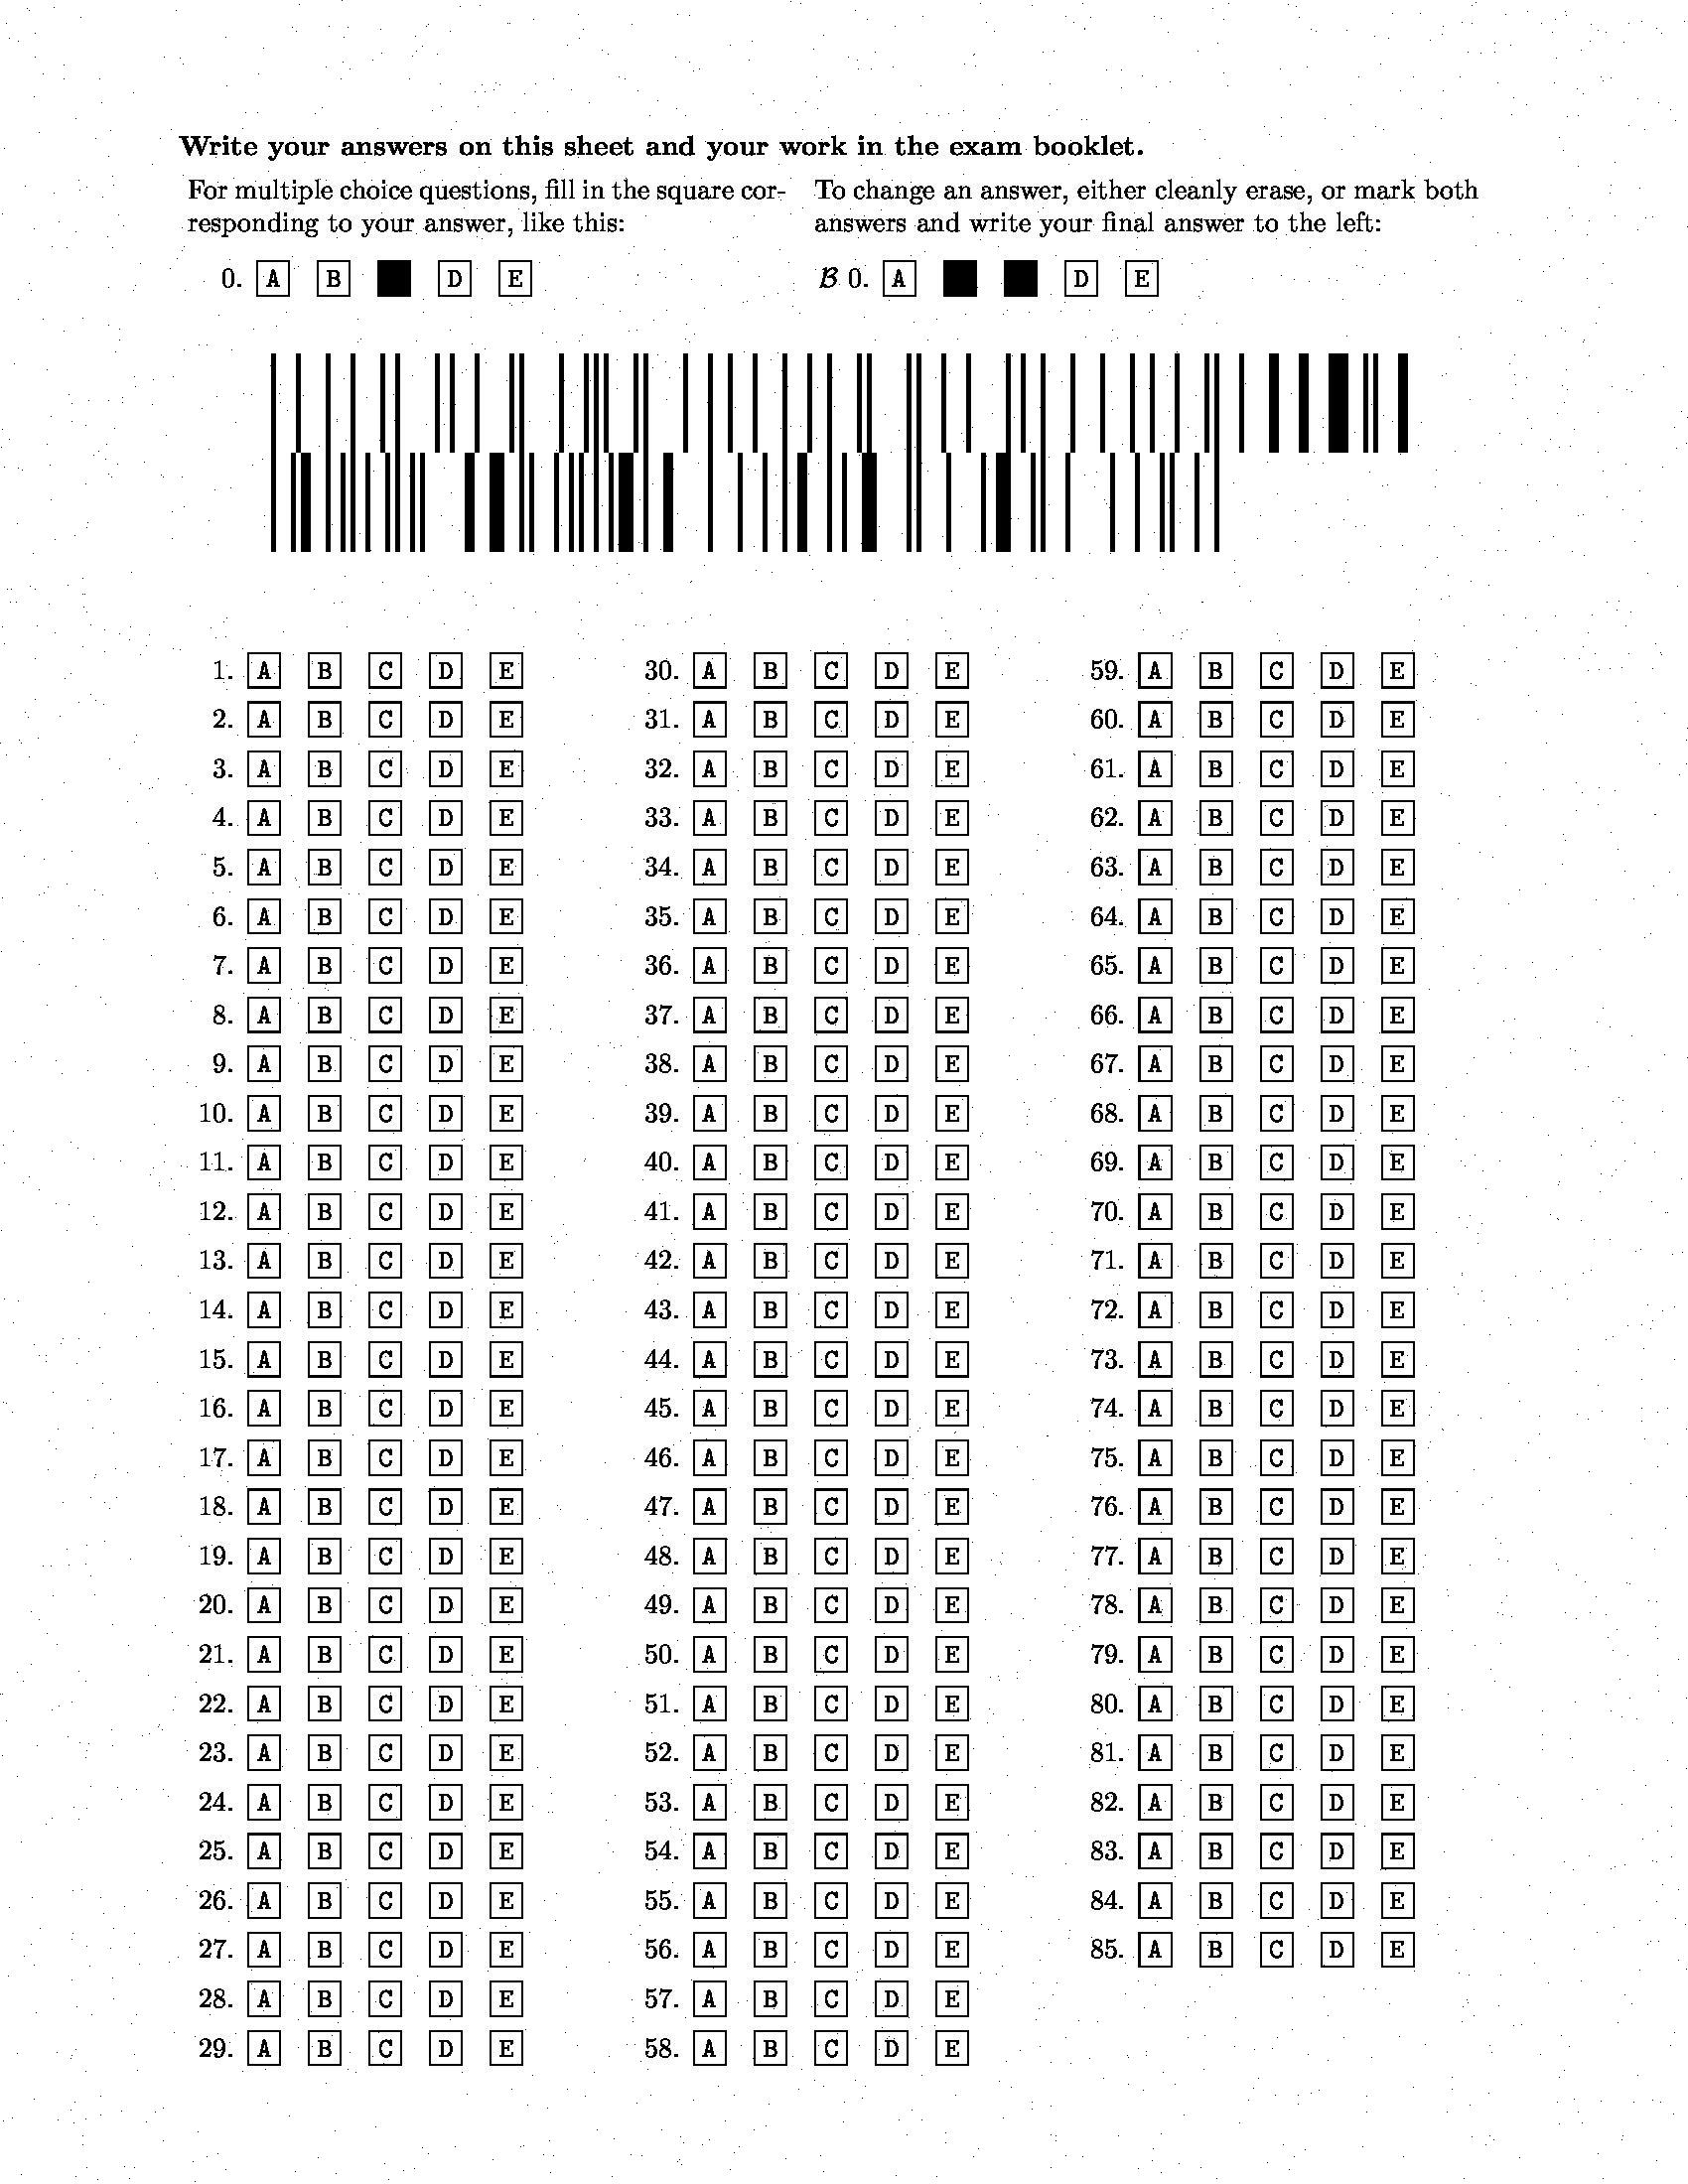 Write your answers on this sheet and your work in the exam booklet.
For multiple choice questions, fill in the square cor-
responding to your answer, like this:
0. A B D E
To change an answer, either cleanly erase, or mark both
answers and write your final answer to the left:
B 0. A D E
1. A B C D E
2. A B C D E
3. A B C D E
4. A B C D E
5. A B C D E
6. A B C D E
7. A B C D E
8. A B C D E
9. A B C D E
10. A B C D E
11. A B C D E
12. A B C D E
13. A B C D E
14. A B C D E
15. A B C D E
16. A B C D E
17. A B C D E
18. A B C D E
19. A B C D E
20. A B C D E
21. A B C D E
22. A B C D E
23. A B C D E
24. A B C D E
25. A B C D E
26. A B C D E
27. A B C D E
28. A B C D E
29. A B C D E
30. A B C D E
31. A B C D E
32. A B C D E
33. A B C D E
34. A B C D E
35. A B C D E
36. A B C D E
37. A B C D E
38. A B C D E
39. A B C D E
40. A B C D E
41. A B C D E
42. A B C D E
43. A B C D E
44. A B C D E
45. A B C D E
46. A B C D E
47. A B C D E
48. A B C D E
49. A B C D E
50. A B C D E
51. A B C D E
52. A B C D E
53. A B C D E
54. A B C D E
55. A B C D E
56. A B C D E
57. A B C D E
58. A B C D E
59. A B C D E
60. A B C D E
61. A B C D E
62. A B C D E
63. A B C D E
64. A B C D E
65. A B C D E
66. A B C D E
67. A B C D E
68. A B C D E
69. A B C D E
70. A B C D E
71. A B C D E
72. A B C D E
73. A B C D E
74. A B C D E
75. A B C D E
76. A B C D E
77. A B C D E
78. A B C D E
79. A B C D E
80. A B C D E
81. A B C D E
82. A B C D E
83. A B C D E
84. A B C D E
85. A B C D E